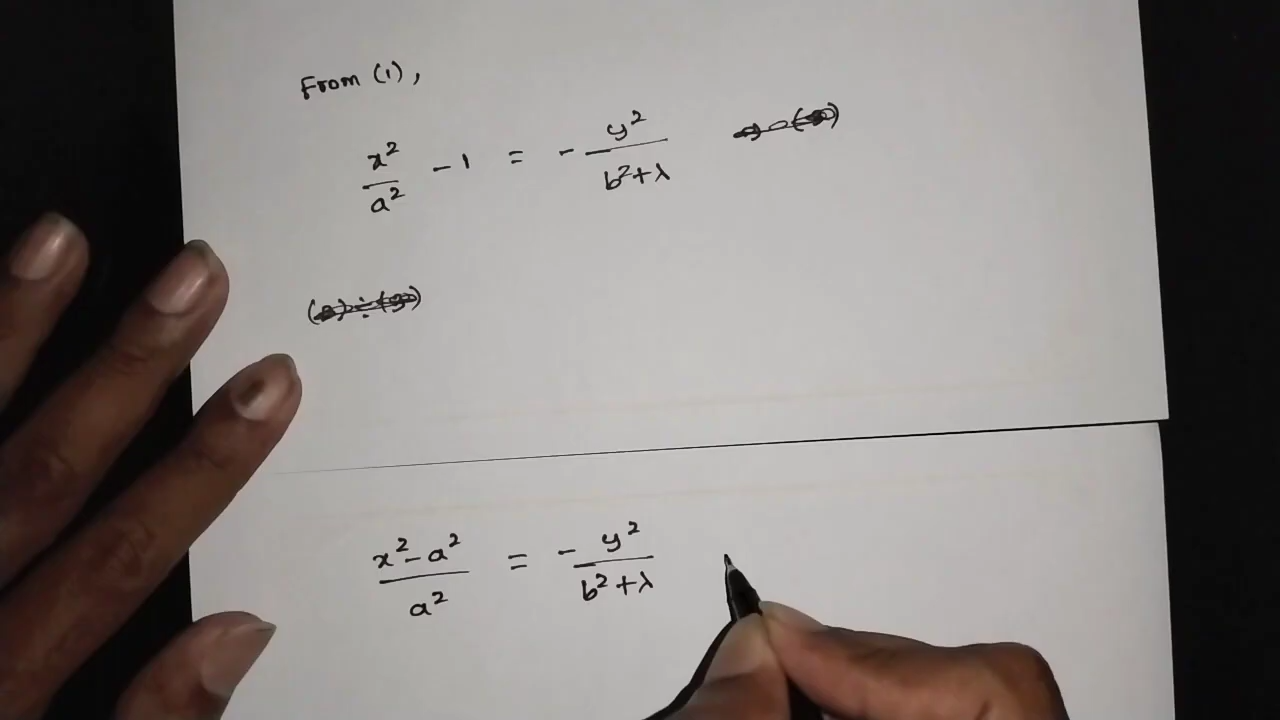 From (1),
x²/a² - 1 = - y²/(b²+λ)
(x² - a²)/a² = - y²/(b²+λ)